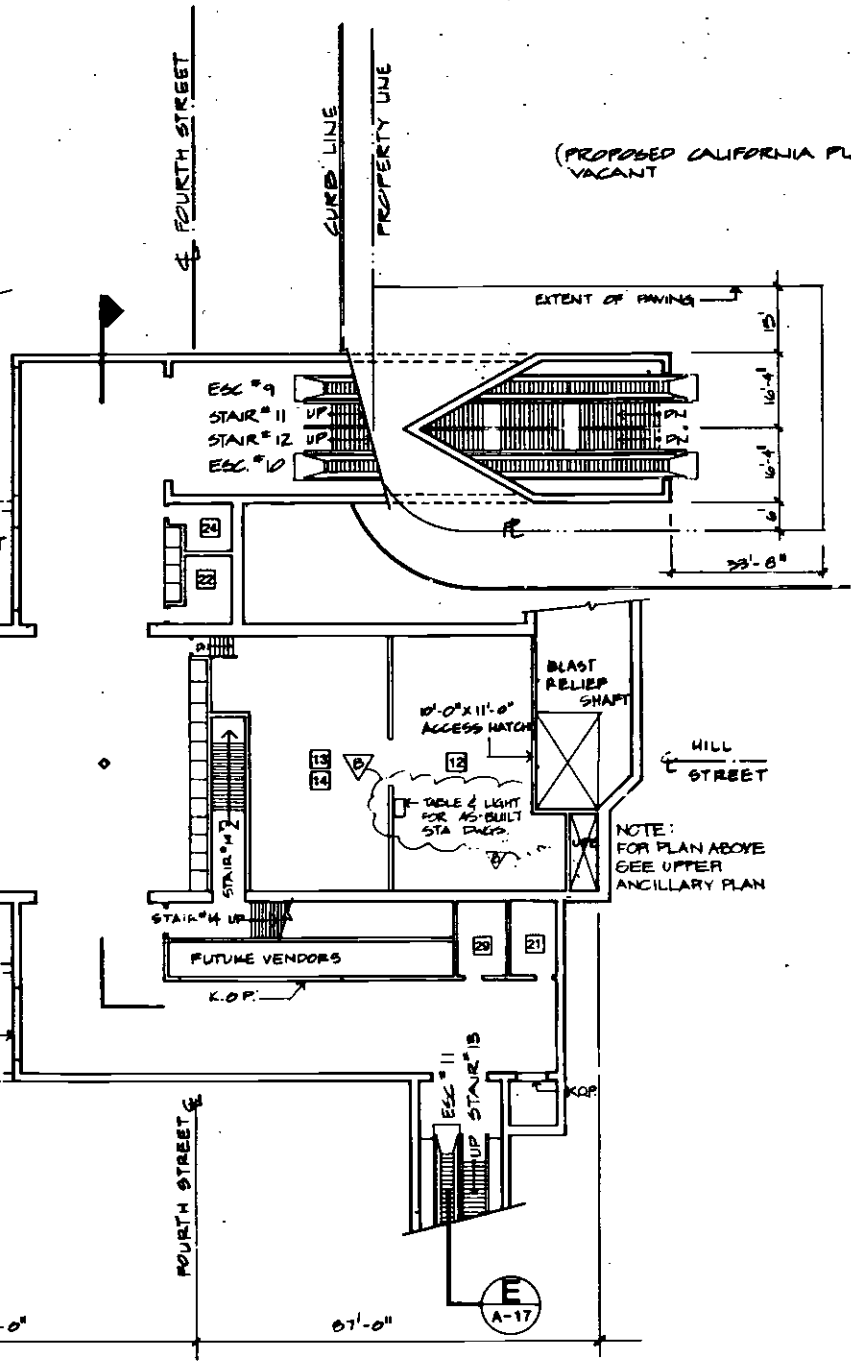 ℄ FOURTH STREET
CURB LINE
PROPERTY LINE
(PROPOSED CALIFORNIA PL
VACANT
EXTENT OF PAVING
15'
16'-4"
16'-4"
6'
33'-8"
ESC #9
STAIR #11 UP
STAIR #12 UP
ESC. #10
DN
DN
24
22
BLAST
RELIEF
SHAFT
10'-0" X 11'-0"
ACCESS HATCH
℄ HILL
STREET
13
14
B
12
TABLE & LIGHT
FOR AS-BUILT
STA DWGS.
B
NOTE:
FOR PLAN ABOVE
SEE UPPER
ANCILLARY PLAN
STAIR #14 UP
FUTURE VENDORS
29
21
K.O.P.
ESC #11
STAIR #13
UP
K.O.P.
FOURTH STREET ℄
E
A-17
-0"
87'-0"